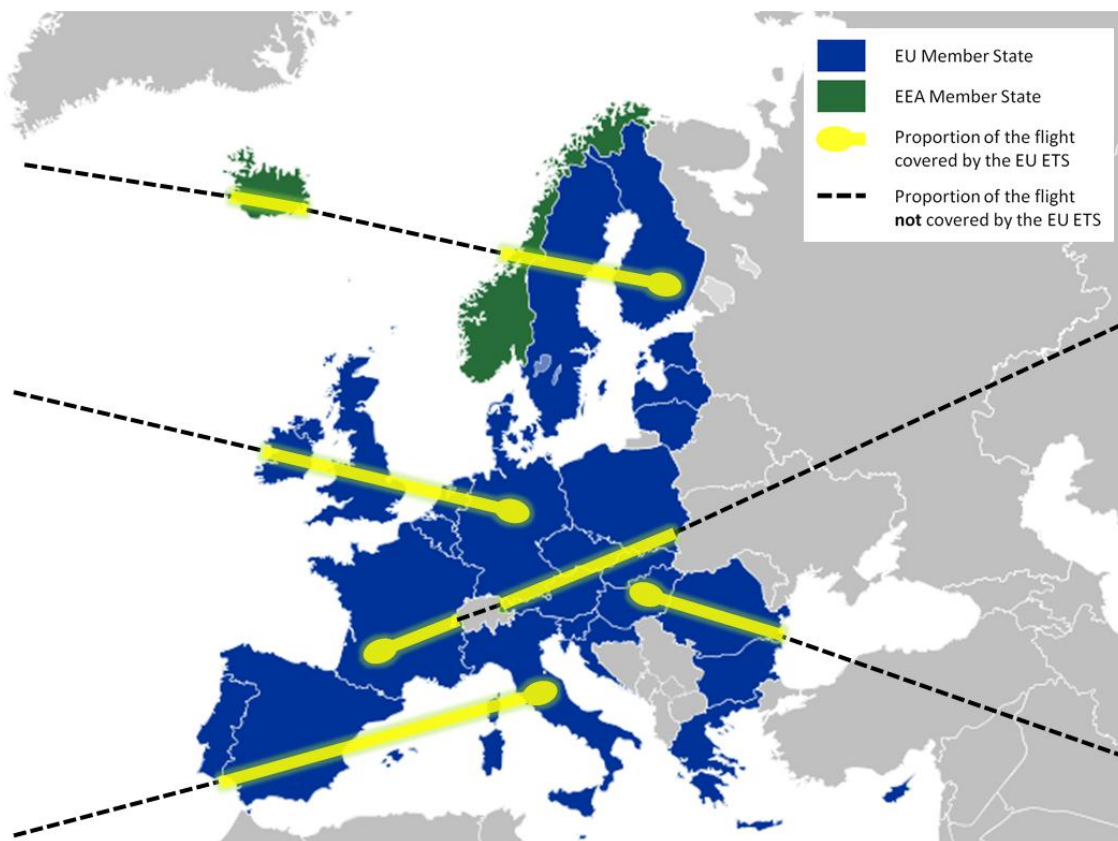 EU Member State
EEA Member State
Proportion of the flight
covered by the EU ETS
Proportion of the flight
not covered by the EU ETS